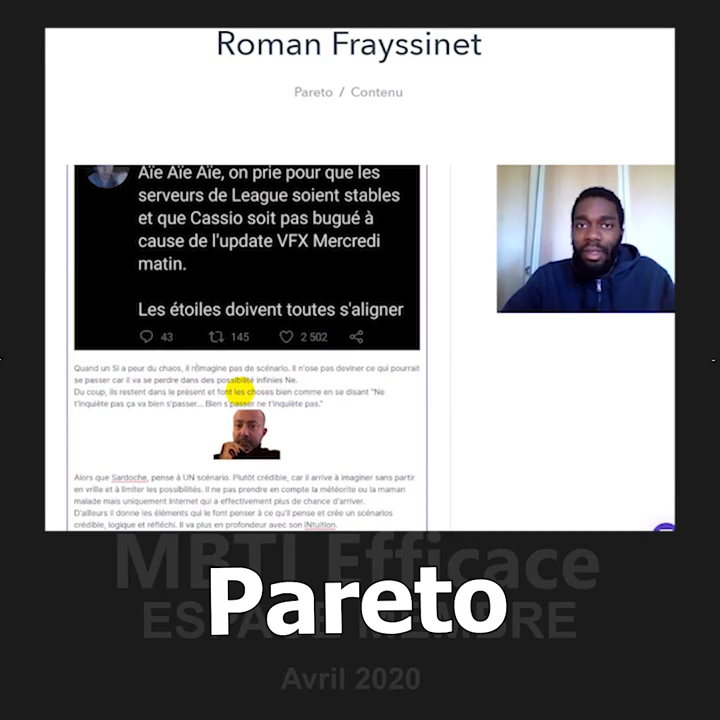 Roman Frayssinet
Pareto / Contenu
Aïe Aïe Aïe, on prie pour que les
serveurs de League soient stables
et que Cassio soit pas bugué à
cause de l'update VFX Mercredi
matin.
Les étoiles doivent toutes s'aligner
43 145 2 502
Quand un Si a peur du chaos, il n'imagine pas de scénario. Il n'ose pas deviner ce qui pourrait
se passer car il va se perdre dans des possibilité infinies Ne.
Du coup, ils restent dans le présent et font les choses bien comme en se disant "Ne
t'inquiète pas ça va bien s'passer... Bien s'passer ne t'inquiète pas."
Alors que Sardoche, pense à UN scénario. Plutôt crédible, car il arrive à imaginer sans partir
en vrille et à limiter les possibilités. Il ne pas prendre en compte la météorite ou la maman
malade mais uniquement Internet qui a effectivement plus de chance d'arriver.
D'ailleurs il donne les éléments qui le font penser à ce qu'il pense et crée un scénarios
crédible, logique et réfléchi. Il va plus en profondeur avec son iNtuition.
MBTI Efficace
Pareto
ESPACE MEMBRE
Avril 2020